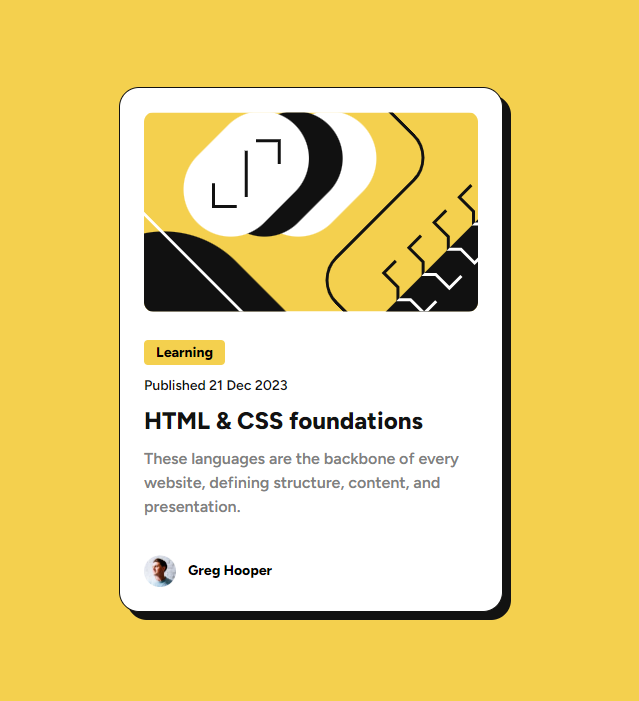 Learning
Published 21 Dec 2023
HTML & CSS foundations
These languages are the backbone of every
website, defining structure, content, and
presentation.
Greg Hooper